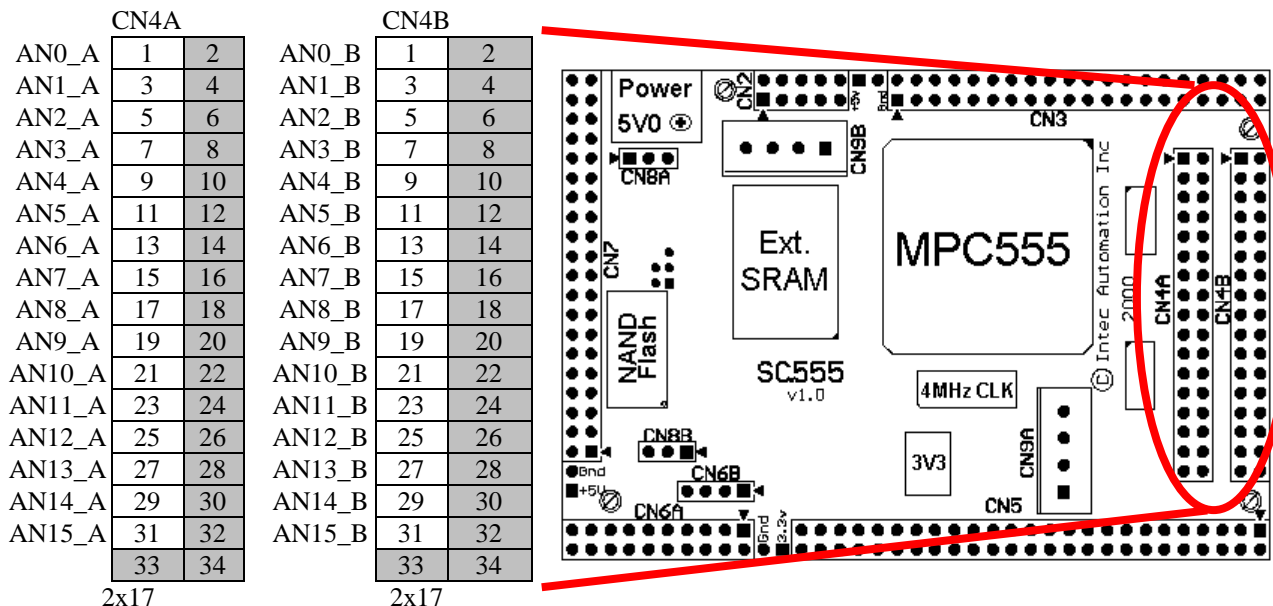 CN4A CN4B
AN0_A 1 2 AN0_B 1 2
AN1_A 3 4 AN1_B 3 4
AN2_A 5 6 AN2_B 5 6
AN3_A 7 8 AN3_B 7 8
AN4_A 9 10 AN4_B 9 10
AN5_A 11 12 AN5_B 11 12
AN6_A 13 14 AN6_B 13 14
AN7_A 15 16 AN7_B 15 16
AN8_A 17 18 AN8_B 17 18
AN9_A 19 20 AN9_B 19 20
AN10_A 21 22 AN10_B 21 22
AN11_A 23 24 AN11_B 23 24
AN12_A 25 26 AN12_B 25 26
AN13_A 27 28 AN13_B 27 28
AN14_A 29 30 AN14_B 29 30
AN15_A 31 32 AN15_B 31 32
33 34 33 34
2x17 2x17
Power
5V0
CN2
+5v
Gnd
CN3
CN9B
CN8A
CN7
Ext.
SRAM
MPC555
© Intec Automation Inc 2000
CN4A
CN4B
NAND
Flash
SC555
v1.0
4MHz CLK
CN8B
3V3
CN9A
Gnd
+5V
CN6B
CN6A
CN5
Gnd
3.3v